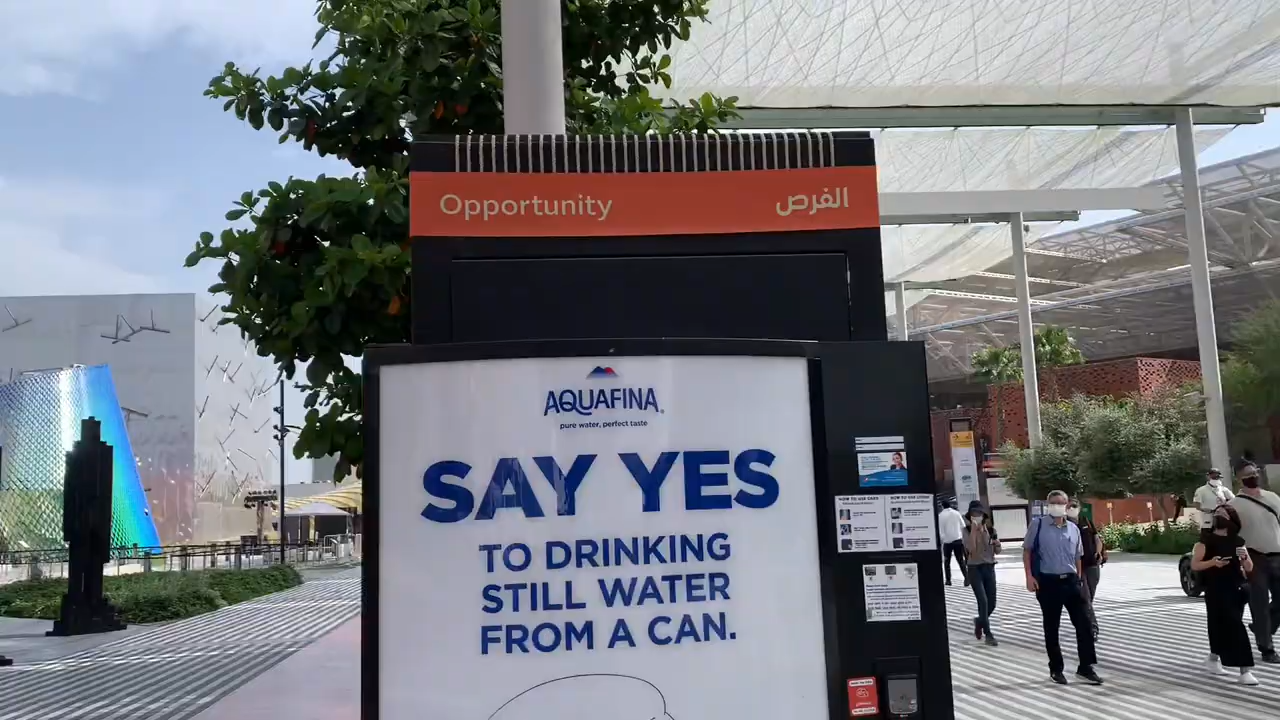 Opportunity الفرص
AQUAFINA
pure water, perfect taste
SAY YES
TO DRINKING
STILL WATER
FROM A CAN.